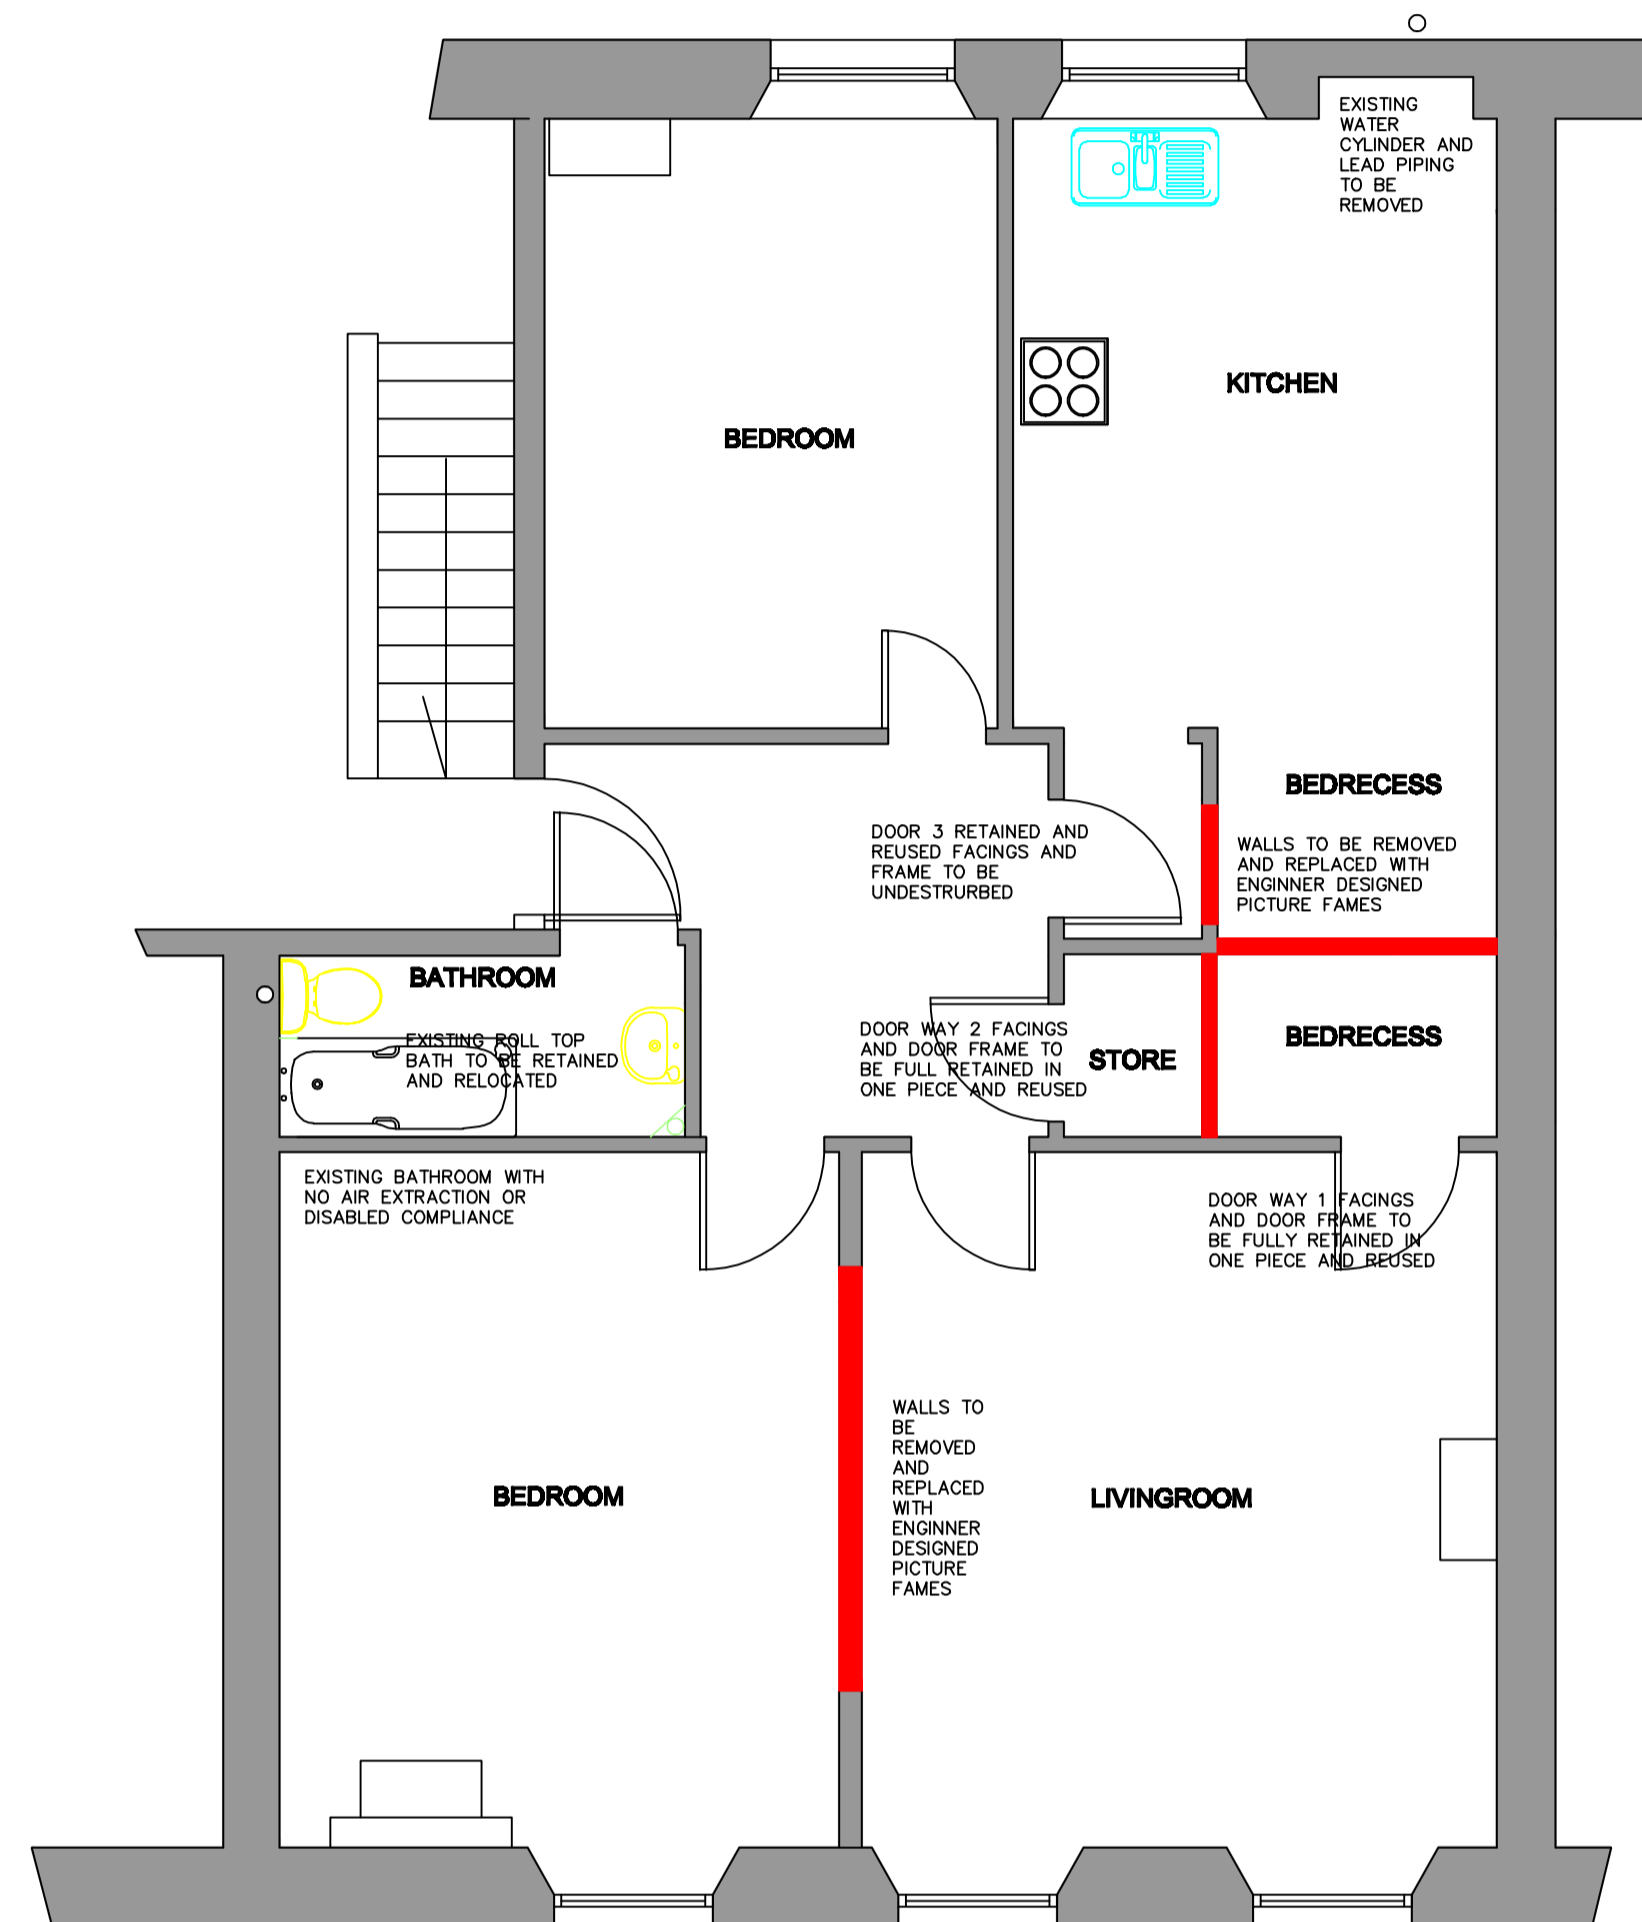 EXISTING
WATER
CYLINDER AND
LEAD PIPING
TO BE
REMOVED
KITCHEN
BEDROOM
BEDRECESS
DOOR 3 RETAINED AND
REUSED FACINGS AND
FRAME TO BE
UNDESTRURBED
WALLS TO BE REMOVED
AND REPLACED WITH
ENGINNER DESIGNED
PICTURE FAMES
BATHROOM
EXISTING ROLL TOP
BATH TO BE RETAINED
AND RELOCATED
DOOR WAY 2 FACINGS
AND DOOR FRAME TO
BE FULL RETAINED IN
ONE PIECE AND REUSED
STORE
BEDRECESS
EXISTING BATHROOM WITH
NO AIR EXTRACTION OR
DISABLED COMPLIANCE
DOOR WAY 1 FACINGS
AND DOOR FRAME TO
BE FULLY RETAINED IN
ONE PIECE AND REUSED
WALLS TO
BE
REMOVED
AND
REPLACED
WITH
ENGINNER
DESIGNED
PICTURE
FAMES
BEDROOM
LIVINGROOM